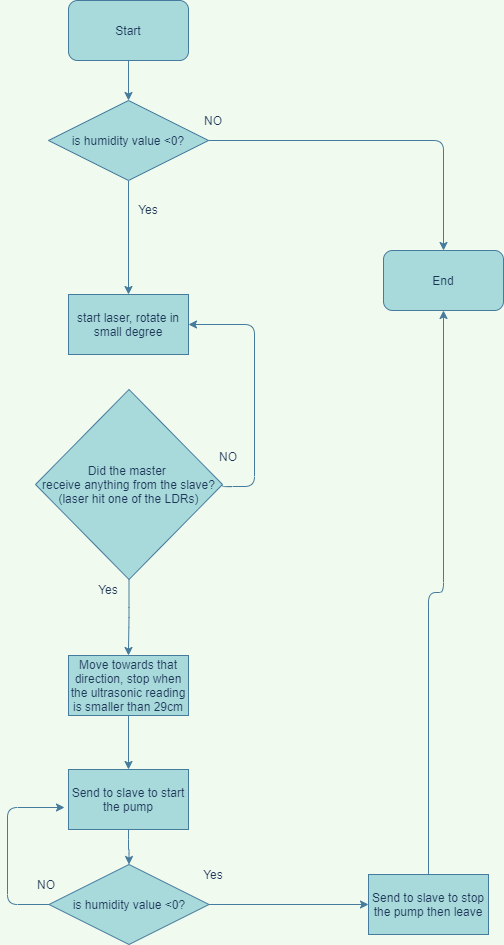 Start
is humidity value <0?
NO
Yes
End
start laser, rotate in
small degree
Did the master
receive anything from the slave?
(laser hit one of the LDRs)
NO
Yes
Move towards that
direction, stop when
the ultrasonic reading
is smaller than 29cm
Send to slave to start
the pump
is humidity value <0?
NO
Yes
Send to slave to stop
the pump then leave